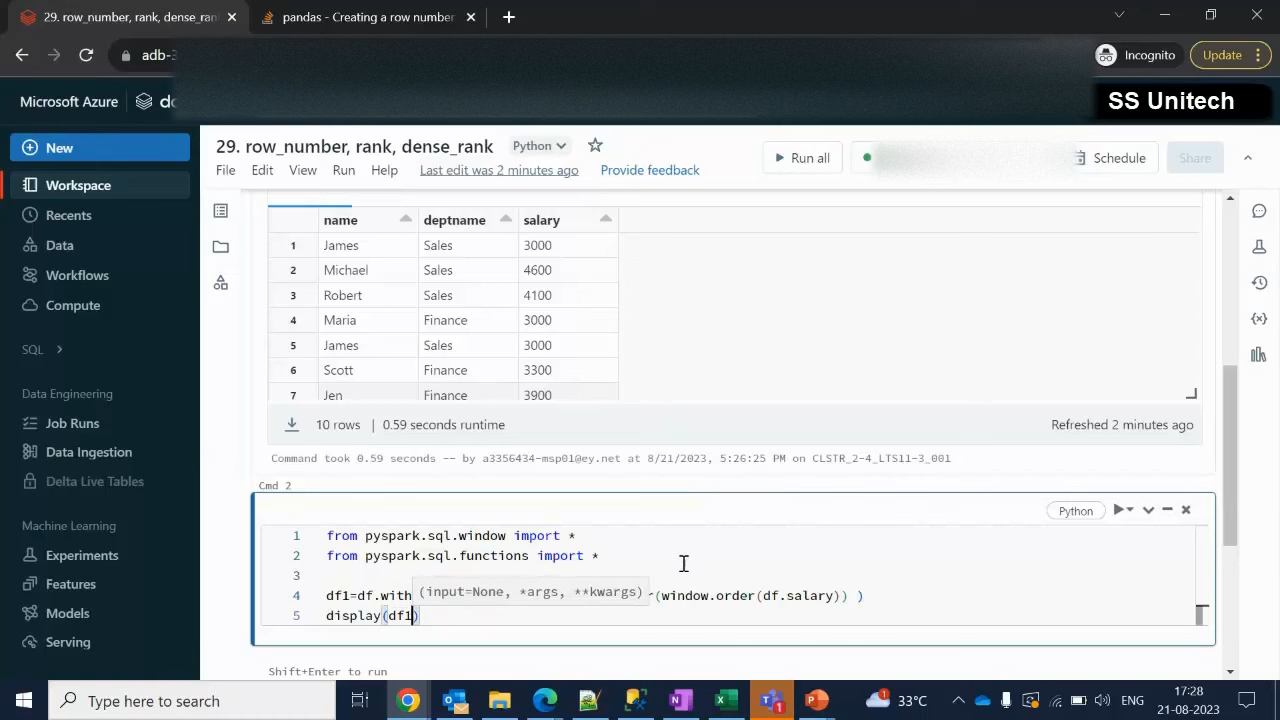 29. row_number, rank, dense_ran
pandas - Creating a row number
adb-3
Incognito
Update
Microsoft Azure
SS Unitech
New
Workspace
Recents
Data
Workflows
Compute
SQL
Data Engineering
Job Runs
Data Ingestion
Delta Live Tables
Machine Learning
Experiments
Features
Models
Serving
29. row_number, rank, dense_rank
Python
File Edit View Run Help Last edit was 2 minutes ago Provide feedback
Run all
Schedule
Share
name deptname salary
1 James Sales 3000
2 Michael Sales 4600
3 Robert Sales 4100
4 Maria Finance 3000
5 James Sales 3000
6 Scott Finance 3300
7 Jen Finance 3900
10 rows | 0.59 seconds runtime
Refreshed 2 minutes ago
Command took 0.59 seconds -- by a3356434-msp01@ey.net at 8/21/2023, 5:26:25 PM on CLSTR_2-4_LTS11-3_001
Cmd 2
Python
1 from pyspark.sql.window import *
2 from pyspark.sql.functions import *
3
(input=None, *args, **kwargs)
4 df1=df.with r(window.order(df.salary)) )
5 display(df1)
Shift+Enter to run
Type here to search
1
33°C
ENG
17:28
21-08-2023